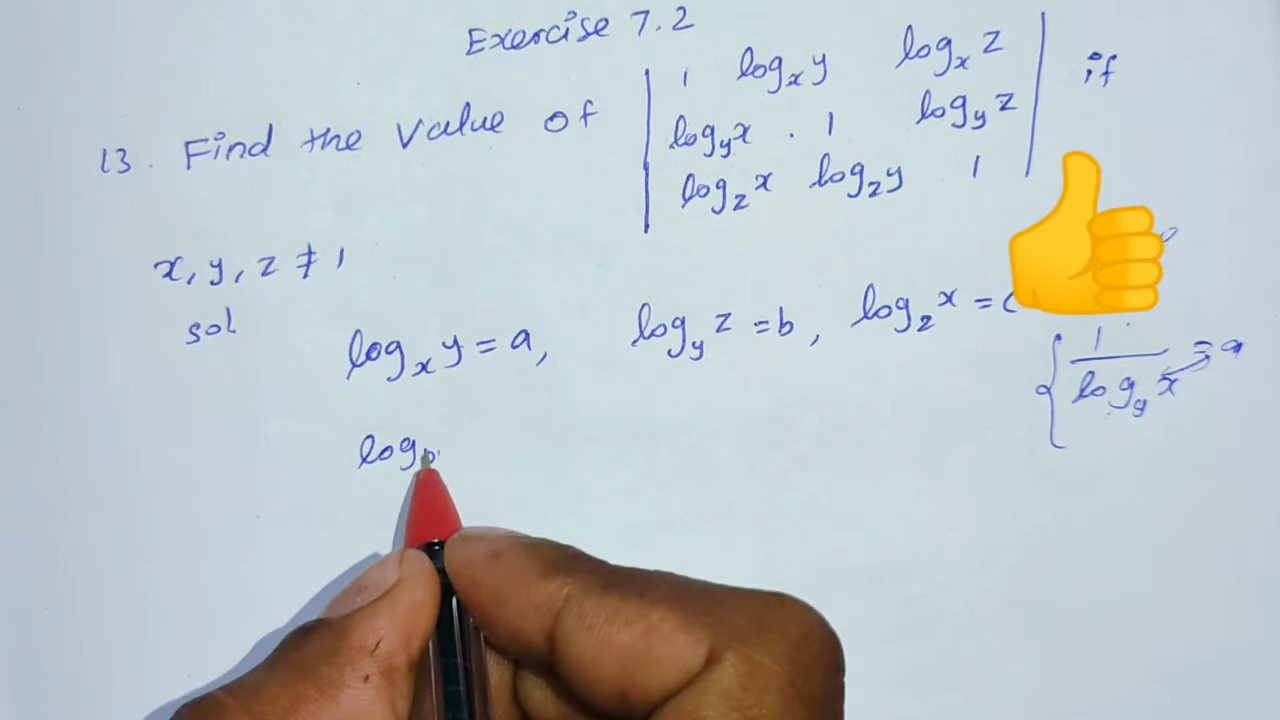 Exercise 7.2
13. Find the value of | 1 log_x y log_x z | if
| log_y x . 1 log_y z |
| log_z x log_z y 1 |
x, y, z ≠ 1
sol
log_x y = a, log_y z = b, log_z x =
{ 1 / log_y x = a
log